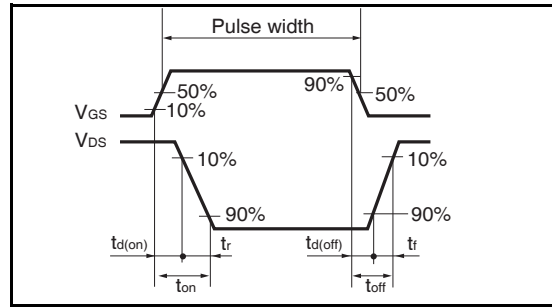 Pulse width
90%
50%
50%
10%
VGS
VDS
10%
10%
90%
90%
td(on)
tr
td(off)
tf
ton
toff